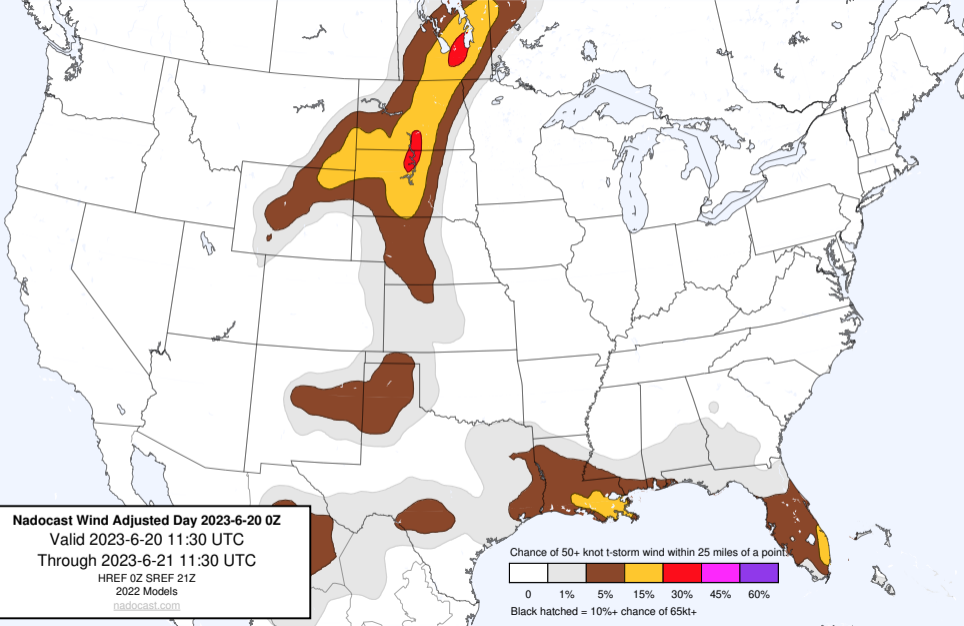 Nadocast Wind Adjusted Day 2023-6-20 0Z
Valid 2023-6-20 11:30 UTC
Through 2023-6-21 11:30 UTC
HREF 0Z SREF 21Z
2022 Models
nadocast.com
Chance of 50+ knot t-storm wind within 25 miles of a point.
0 1% 5% 15% 30% 45% 60%
Black hatched = 10%+ chance of 65kt+